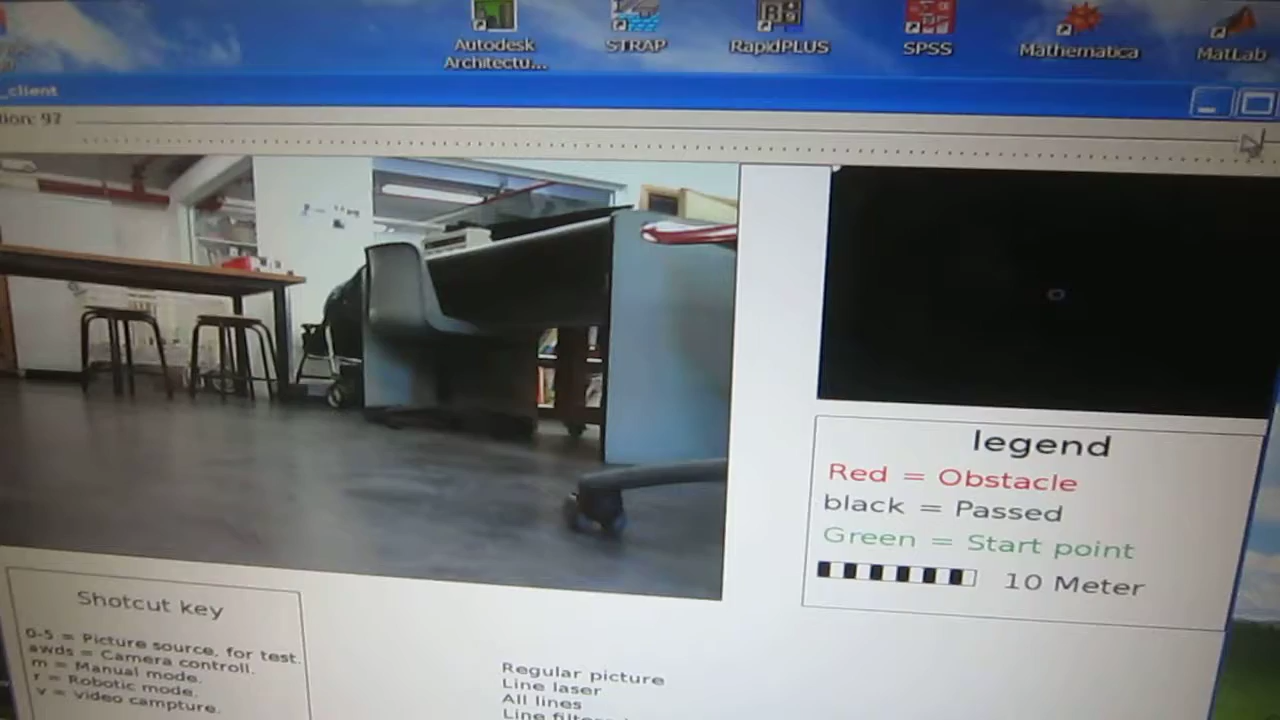 Autodesk
Architectu...
STRAP
RapidPLUS
SPSS
Mathematica
MatLab
_client
tion: 97
legend
Red = Obstacle
black = Passed
Green = Start point
10 Meter
Shotcut key
0-5 = Picture source, for test.
awds = Camera controll.
m = Manual mode.
r = Robotic mode.
v = video campture.
Regular picture
Line laser
All lines
Line filter